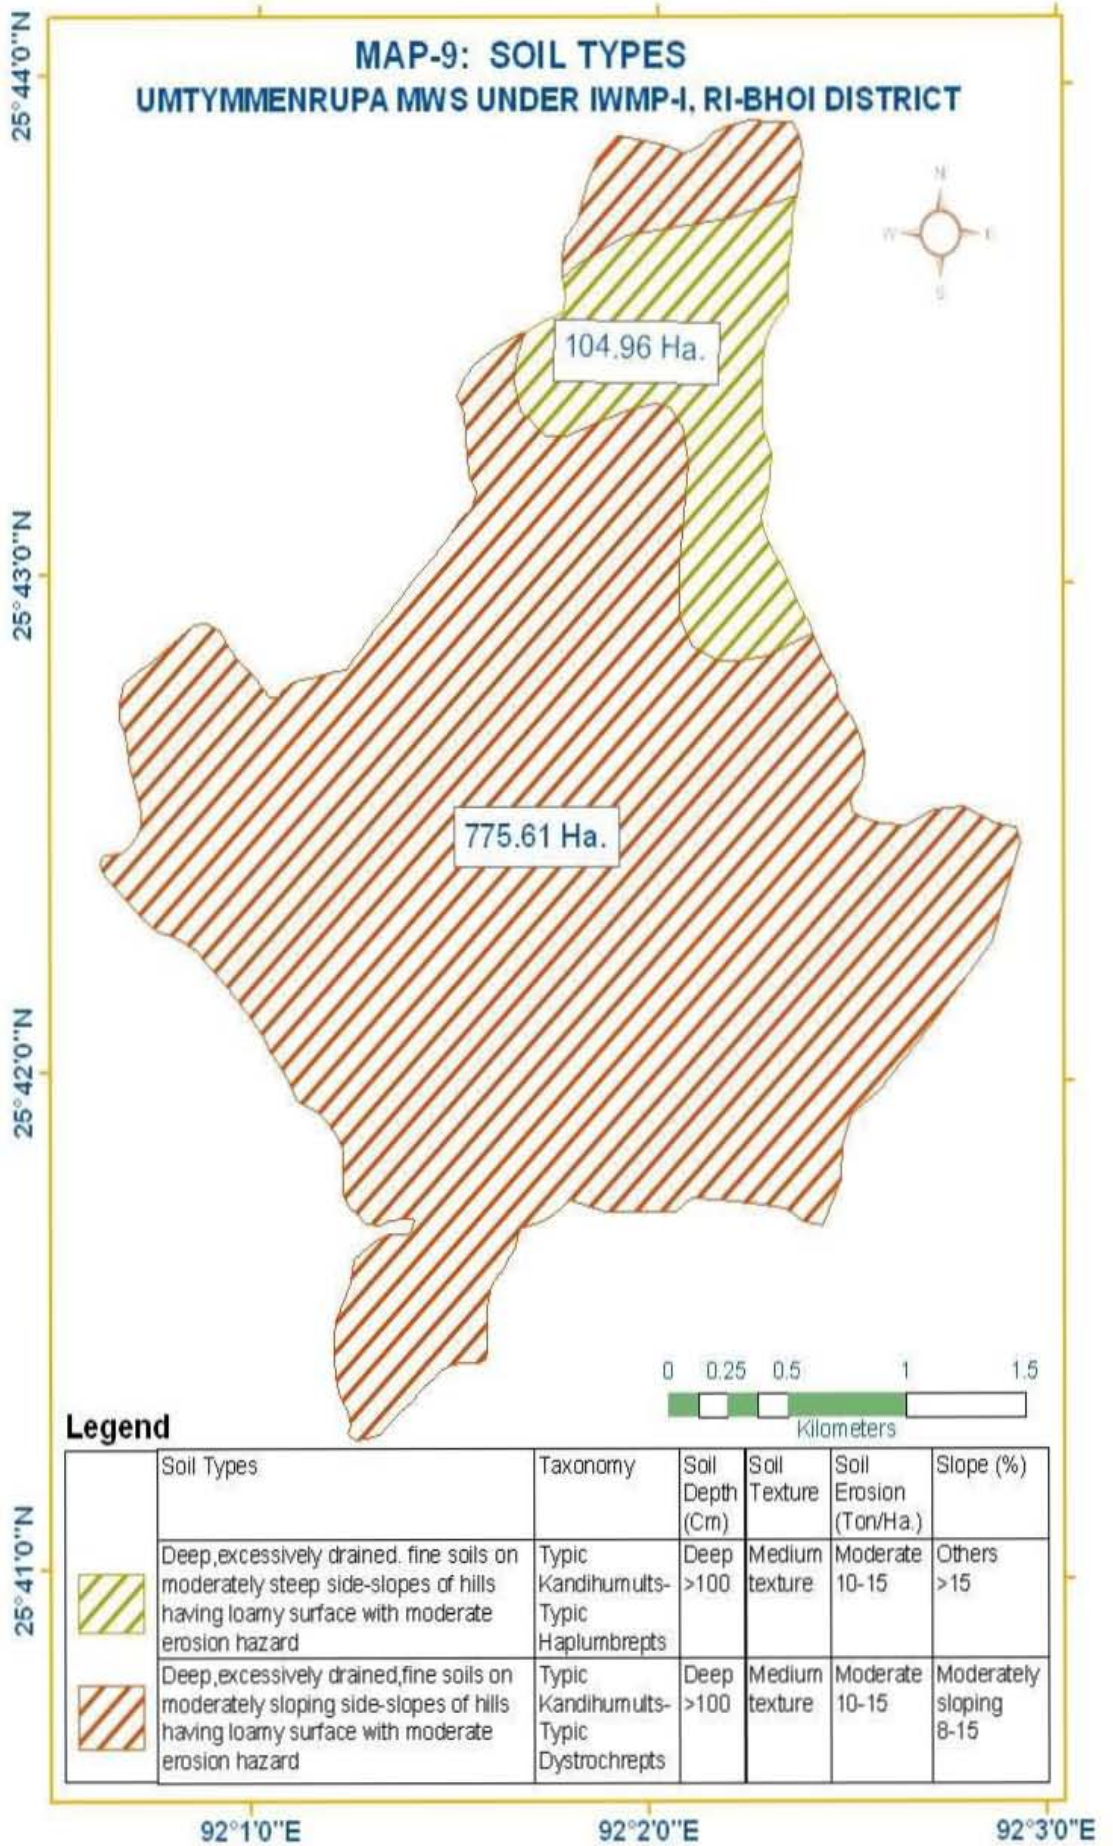 MAP-9: SOIL TYPES
UMTYMMENRUPA MWS UNDER IWMP-I, RI-BHOI DISTRICT
25°44'0"N
25°43'0"N
25°42'0"N
25°41'0"N
N
W
E
S
104.96 Ha.
775.61 Ha.
0 0.25 0.5 1 1.5
Kilometers
Legend
Soil Types
Taxonomy
Soil
Depth
(Cm)
Soil
Texture
Soil
Erosion
(Ton/Ha.)
Slope (%)
Deep,excessively drained. fine soils on
moderately steep side-slopes of hills
having loamy surface with moderate
erosion hazard
Typic
Kandihumults-
Typic
Haplumbrepts
Deep
>100
Medium
texture
Moderate
10-15
Others
>15
Deep,excessively drained,fine soils on
moderately sloping side-slopes of hills
having loamy surface with moderate
erosion hazard
Typic
Kandihumults-
Typic
Dystrochrepts
Deep
>100
Medium
texture
Moderate
10-15
Moderately
sloping
8-15
92°1'0"E
92°2'0"E
92°3'0"E